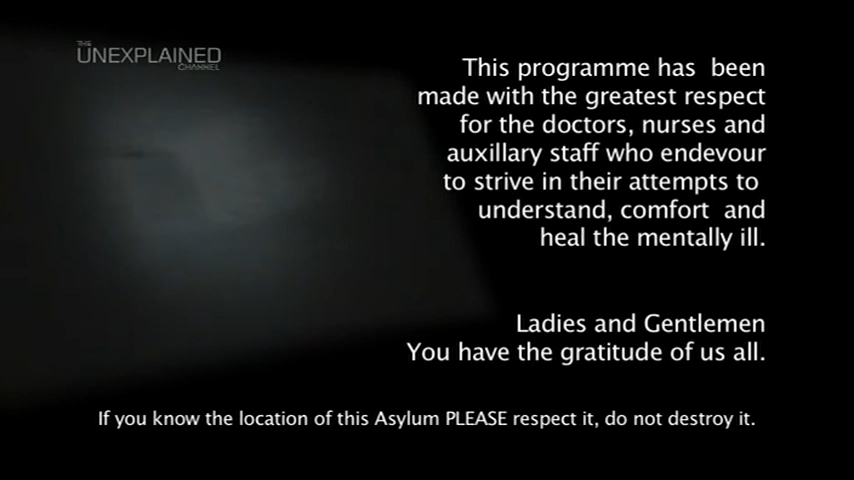 THE
UNEXPLAINED
CHANNEL
This programme has been
made with the greatest respect
for the doctors, nurses and
auxillary staff who endevour
to strive in their attempts to
understand, comfort and
heal the mentally ill.
Ladies and Gentlemen
You have the gratitude of us all.
If you know the location of this Asylum PLEASE respect it, do not destroy it.